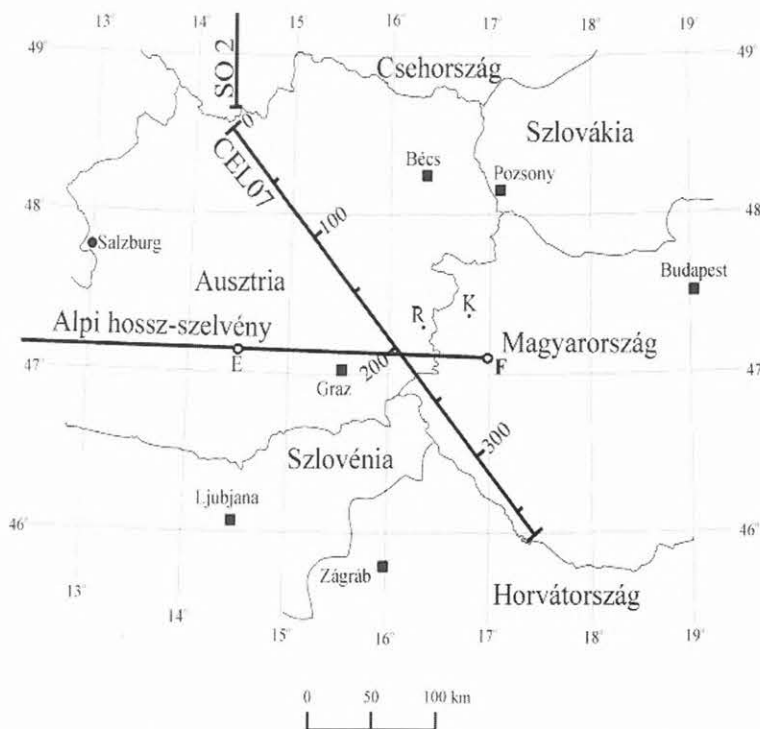 13° 14° 15° 16° 17° 18° 19°
49° 49°
SO 2
Csehország
0
CEL07
Szlovákia
Bécs
Pozsony
48° 48°
100
Salzburg
Budapest
Ausztria
R K
Alpi hossz-szelvény
Magyarország
E 200 F
47° 47°
Graz
300
Szlovénia
Ljubjana
46° 46°
Zágráb
Horvátország
13° 14° 15° 16° 17° 18° 19°
0 50 100 km